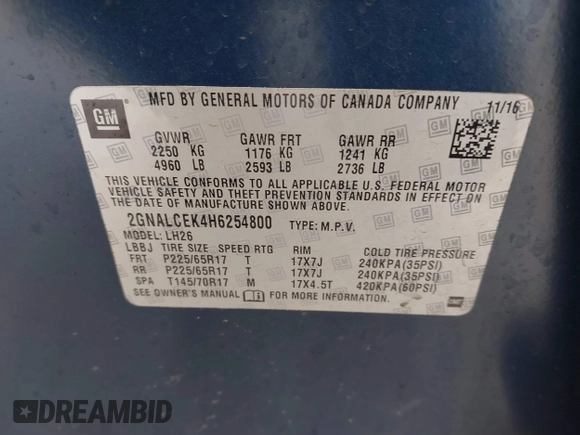 GM
MFD BY GENERAL MOTORS OF CANADA COMPANY 11/16
GVWR GAWR FRT GAWR RR
2250 KG 1176 KG 1241 KG
4960 LB 2593 LB 2736 LB
THIS VEHICLE CONFORMS TO ALL APPLICABLE U.S. FEDERAL MOTOR
VEHICLE SAFETY AND THEFT PREVENTION STANDARDS IN EFFECT ON THE
DATE OF MANUFACTURE SHOWN ABOVE.
2GNALCEK4H6254800 TYPE: M.P.V.
MODEL: LH26
LBBJ TIRE SIZE SPEED RTG RIM COLD TIRE PRESSURE
FRT P225/65R17 T 17X7J 240KPA(35PSI)
RR P225/65R17 T 17X7J 240KPA(35PSI)
SPA T145/70R17 M 17X4.5T 420KPA(60PSI)
SEE OWNER'S MANUAL FOR MORE INFORMATION.
DREAMBID